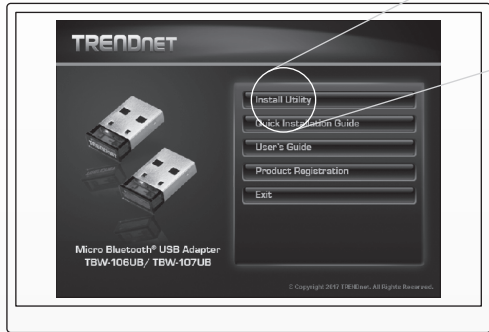 TRENDNET
Install Utility
Quick Installation Guide
User's Guide
Product Registration
Exit
Micro Bluetooth® USB Adapter
TBW-106UB/ TBW-107UB
© Copyright 2017 TRENDnet. All Rights Reserved.